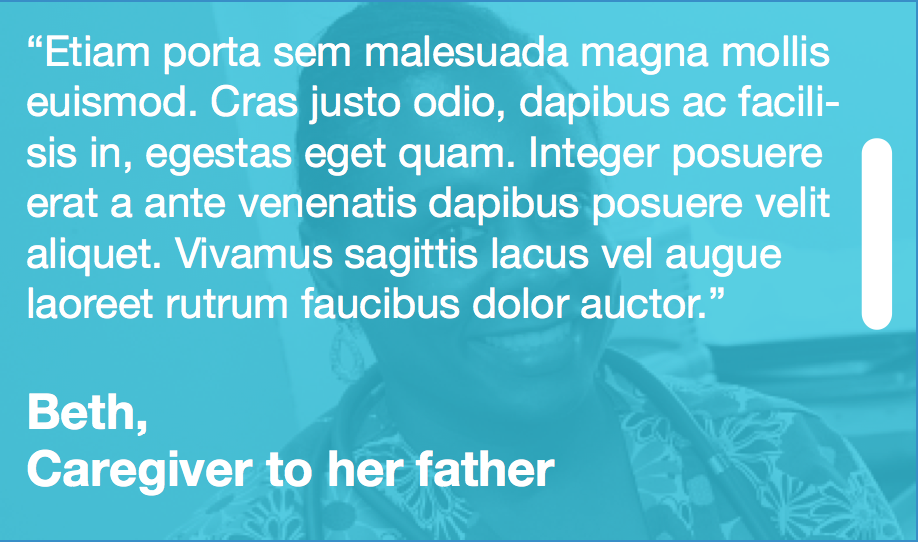 “Etiam porta sem malesuada magna mollis
euismod. Cras justo odio, dapibus ac facili-
sis in, egestas eget quam. Integer posuere
erat a ante venenatis dapibus posuere velit
aliquet. Vivamus sagittis lacus vel augue
laoreet rutrum faucibus dolor auctor.”
Beth,
Caregiver to her father